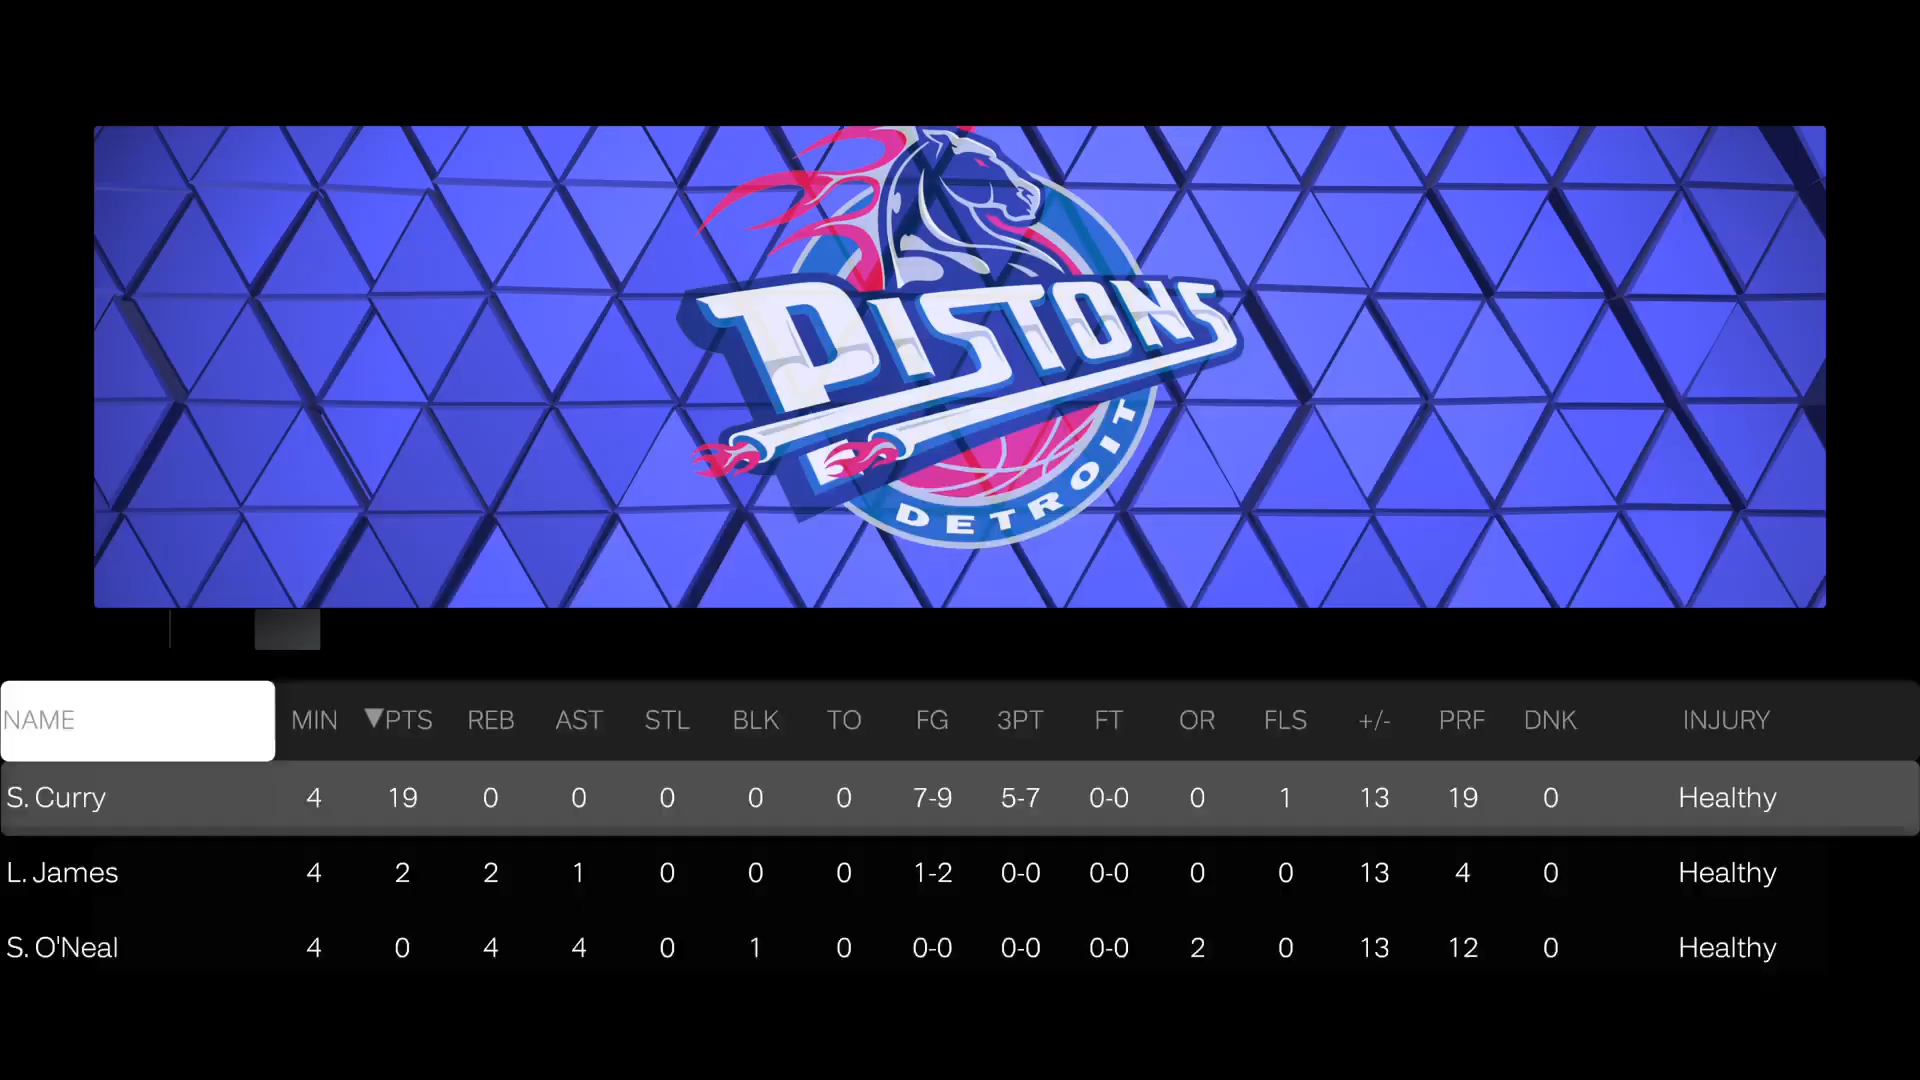 PISTONS
DETROIT
NAME MIN ▼PTS REB AST STL BLK TO FG 3PT FT OR FLS +/- PRF DNK INJURY
S. Curry 4 19 0 0 0 0 0 7-9 5-7 0-0 0 1 13 19 0 Healthy
L. James 4 2 2 1 0 0 0 1-2 0-0 0-0 0 0 13 4 0 Healthy
S. O'Neal 4 0 4 4 0 1 0 0-0 0-0 0-0 2 0 13 12 0 Healthy